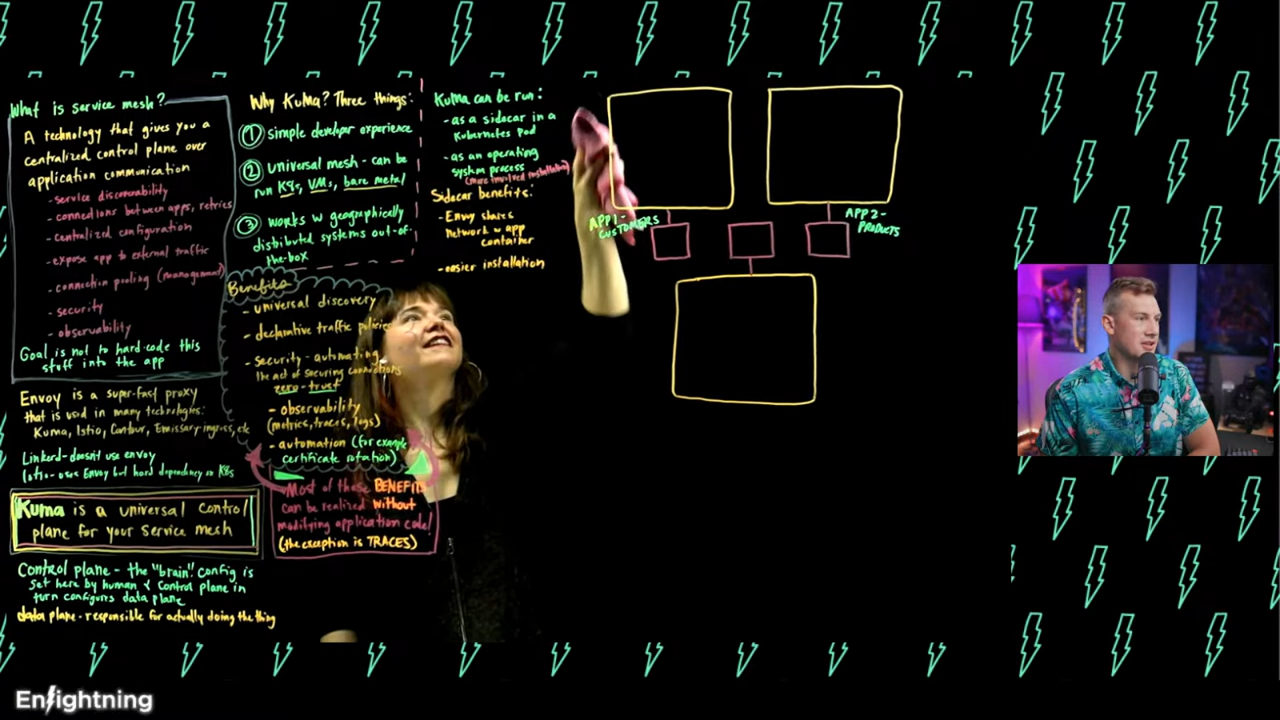 What is service mesh?
A technology that gives you a
centralized control plane over
application communication
- service discoverability
- connections between apps, retries
- centralized configuration
- expose app to external traffic
- connection pooling (management)
- security
- observability
Goal is not to hard-code this
stuff into the app
Envoy is a super-fast proxy
that is used in many technologies:
Kuma, Istio, Contour, Emissary-ingress, etc
Linkerd - doesn't use envoy
Istio - uses Envoy but hard dependency on K8s
Kuma is a universal control
plane for your service mesh
Control plane - the "brain". config is
set here by human & control plane in
turn configures data plane
data plane - responsible for actually doing the thing
Why Kuma? Three things:
1 simple developer experience
2 universal mesh - can be
run K8s, VMs, bare metal
3 works w geographically
distributed systems out-of-
the-box
Benefits
- universal discovery
- declarative traffic policies
- security - automating
the act of securing connections
zero-trust
- observability
(metrics, traces, logs)
- automation (for example
certificate rotation)
Most of these BENEFITS
can be realized without
modifying application code!
(the exception is TRACES)
Kuma can be run:
- as a sidecar in a
Kubernetes pod
- as an operating
system process
(more involved installation)
Sidecar benefits:
- Envoy shares
Network w app
container
- easier installation
APP 1 -
CUSTOMERS
APP 2 -
PRODUCTS
Enlightning